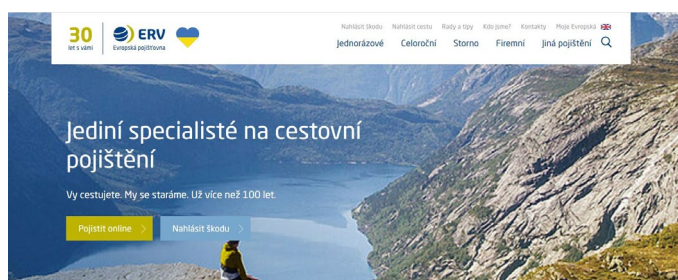 30
let s vámi
ERV
Evropská pojišťovna
Nahlásit škodu Nahlásit cestu Rady a tipy Kdo jsme? Kontakty Moje Evropská
Jednorázové Celoroční Storno Firemní Jiná pojištění
Jediní specialisté na cestovní
pojištění
Vy cestujete. My se staráme. Už více než 100 let.
Pojistit online Nahlásit škodu